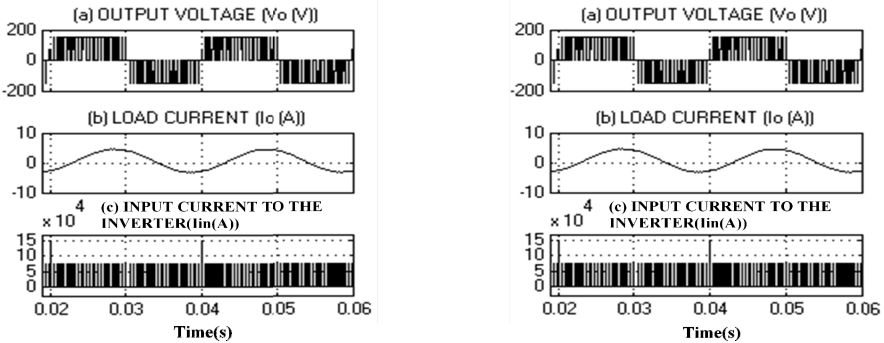 (a) OUTPUT VOLTAGE (Vo (V))
200
0
-200
(b) LOAD CURRENT (Io (A))
10
0
-10
x 10 4
(c) INPUT CURRENT TO THE
INVERTER(Iin(A))
15
10
5
0
0.02 0.03 0.04 0.05 0.06
Time(s)
(a) OUTPUT VOLTAGE (Vo (V))
200
0
-200
(b) LOAD CURRENT (Io (A))
10
0
-10
x 10 4
(c) INPUT CURRENT TO THE
INVERTER(Iin(A))
15
10
5
0
0.02 0.03 0.04 0.05 0.06
Time(s)